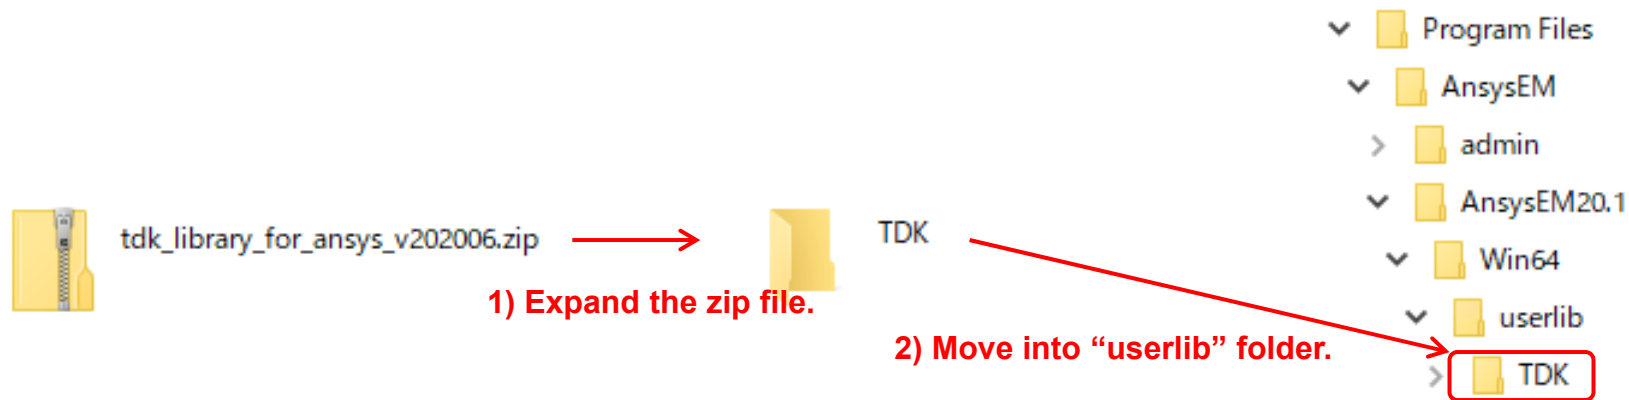 Program Files
AnsysEM
admin
AnsysEM20.1
Win64
userlib
TDK
tdk_library_for_ansys_v202006.zip
TDK
1) Expand the zip file.
2) Move into “userlib” folder.